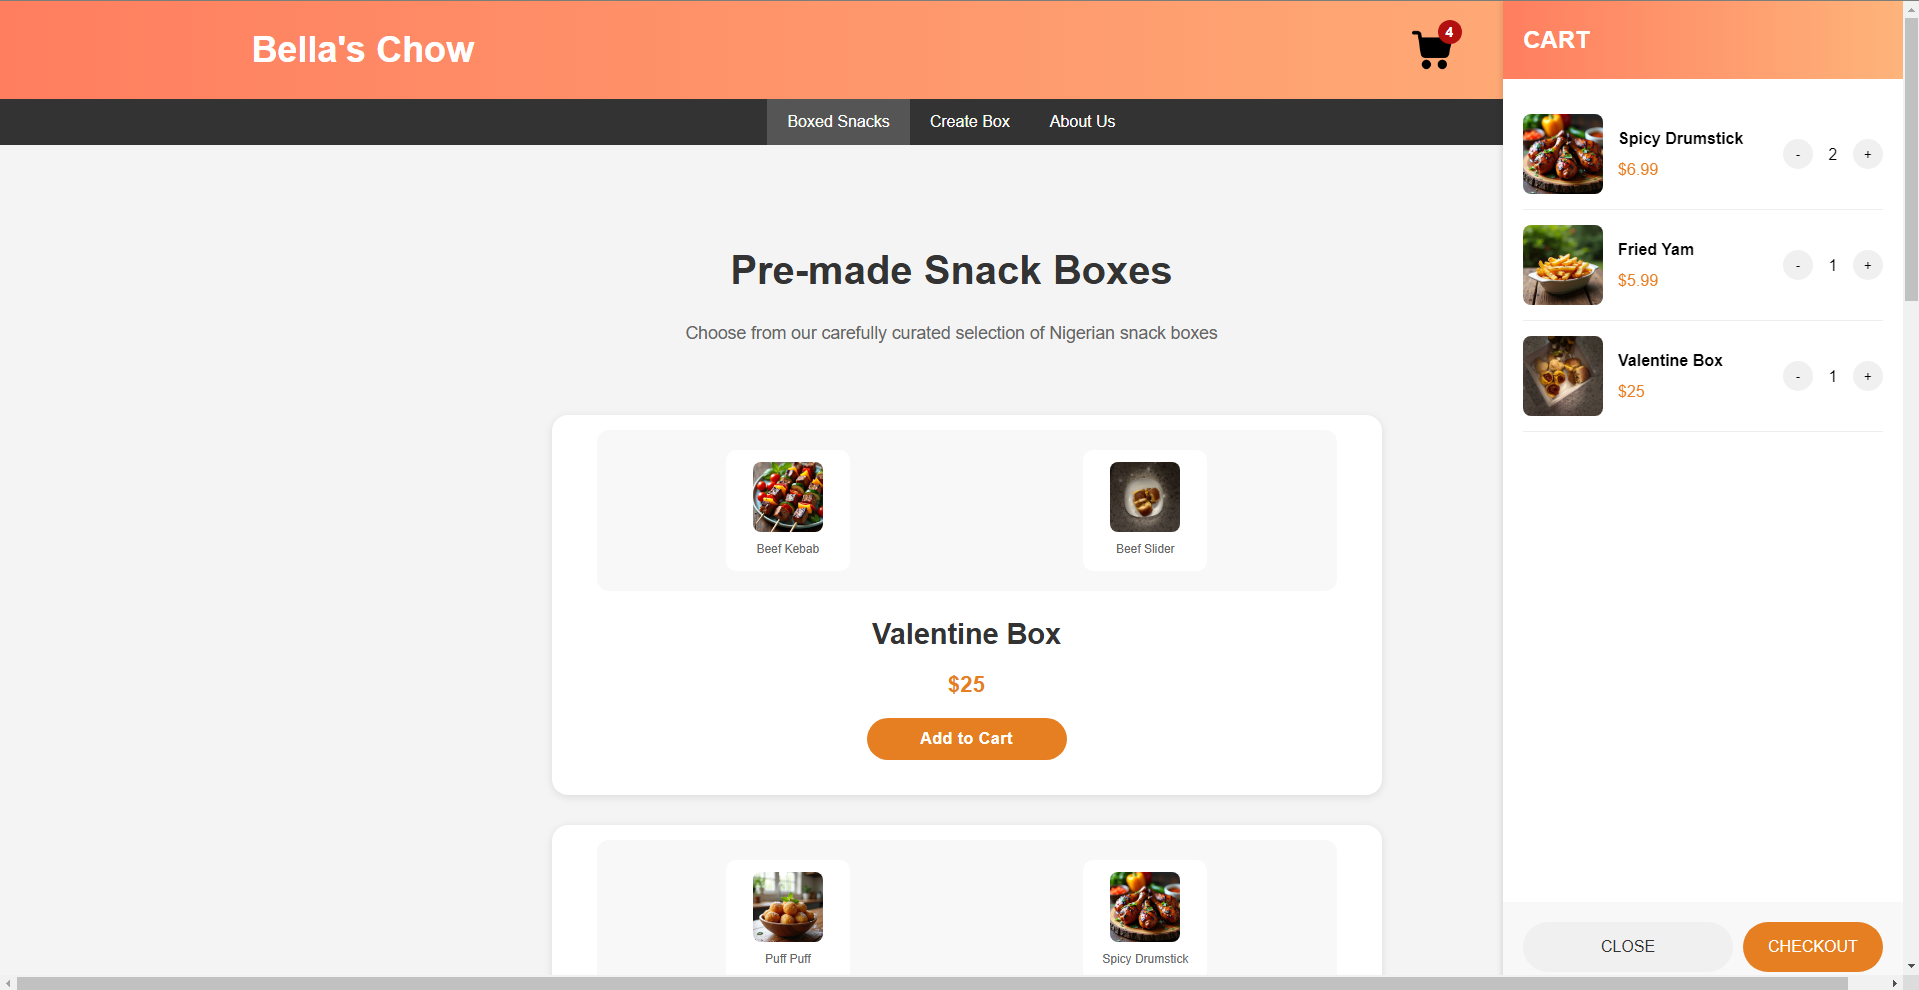 Bella's Chow
4
Boxed Snacks
Create Box
About Us
Pre-made Snack Boxes
Choose from our carefully curated selection of Nigerian snack boxes
Beef Kebab
Beef Slider
Valentine Box
$25
Add to Cart
Puff Puff
Spicy Drumstick
CART
Spicy Drumstick
$6.99
- 2 +
Fried Yam
$5.99
- 1 +
Valentine Box
$25
- 1 +
CLOSE
CHECKOUT